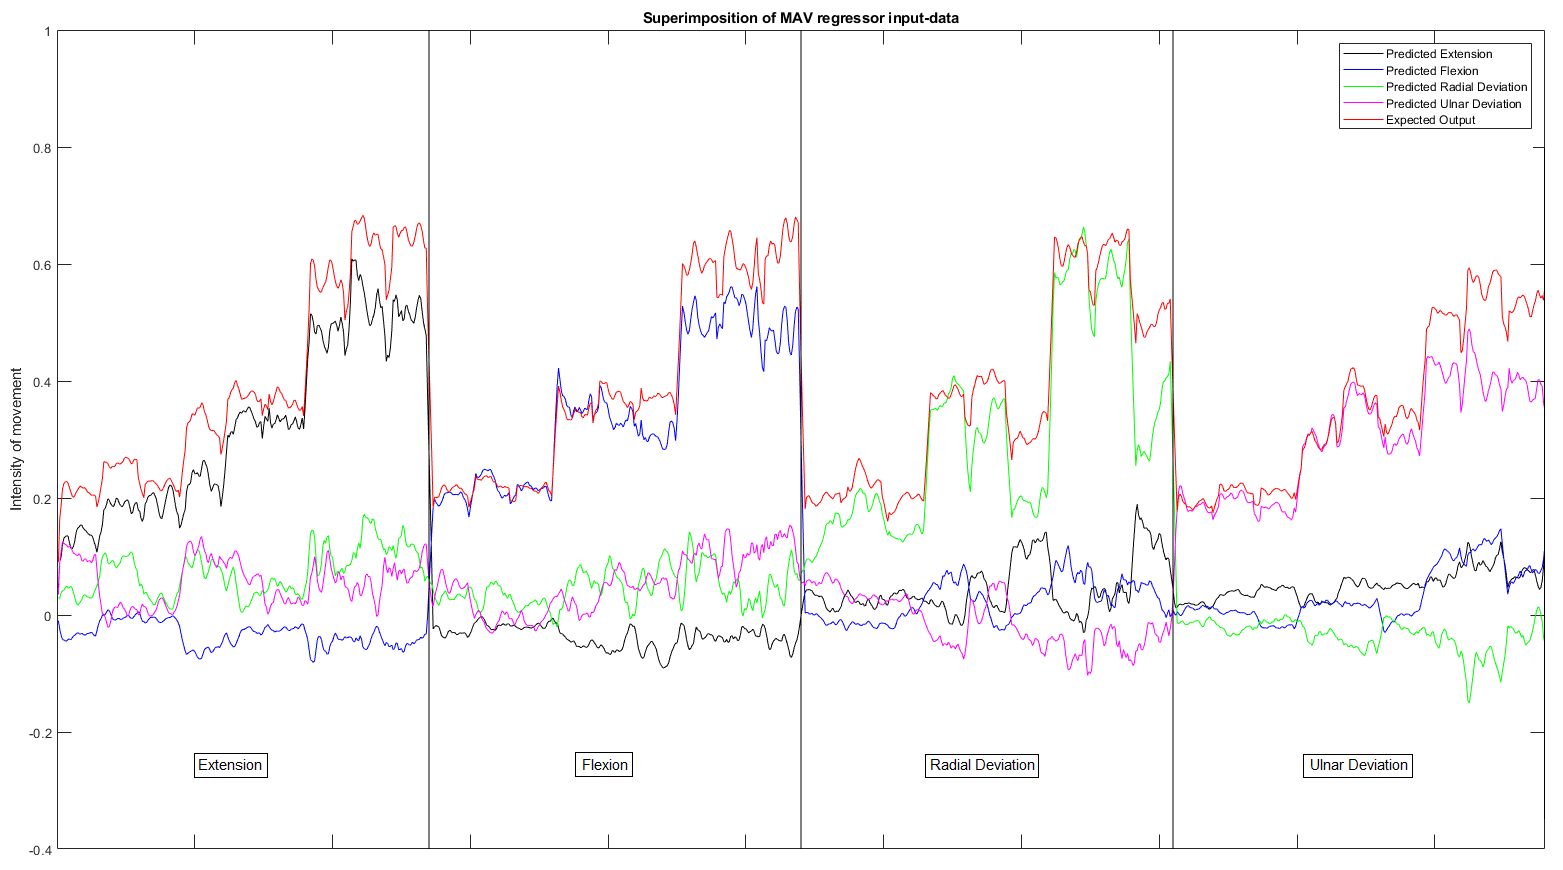 Superimposition of MAV regressor input-data
1
Predicted Extension
Predicted Flexion
Predicted Radial Deviation
Predicted Ulnar Deviation
Expected Output
0.8
0.6
0.4
Intensity of movement
0.2
0
-0.2
Extension
Flexion
Radial Deviation
Ulnar Deviation
-0.4